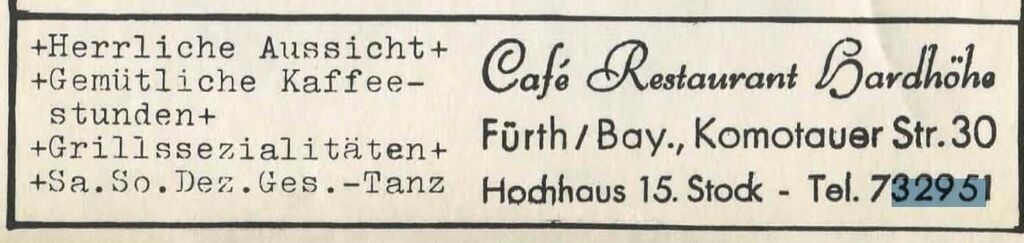 +Herrliche Aussicht+
+Gemütliche Kaffee-
stunden+
+Grillssezialitäten+
+Sa.So.Dez.Ges.-Tanz
Café Restaurant Hardhöhe
Fürth/Bay., Komotauer Str. 30
Hochhaus 15. Stock - Tel. 732951